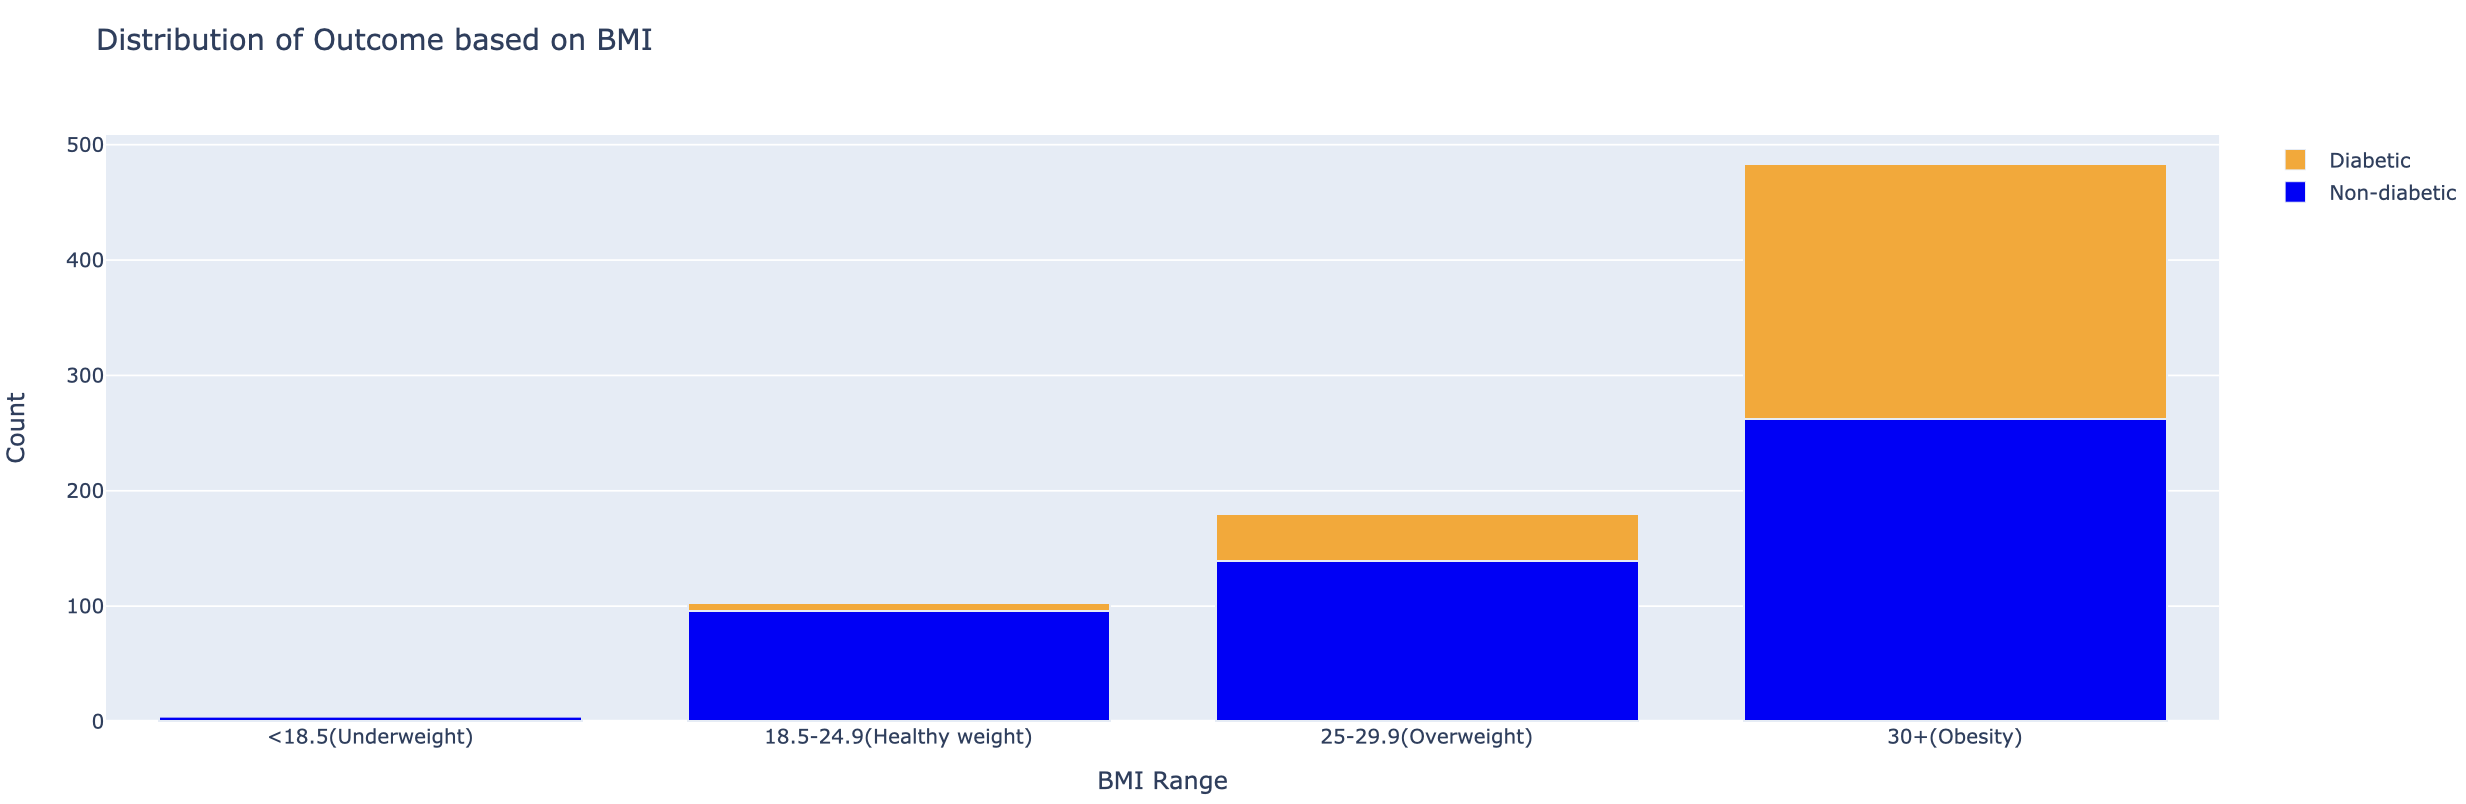 Distribution of Outcome based on BMI
500
400
300
200
100
0
Count
<18.5(Underweight)
18.5-24.9(Healthy weight)
25-29.9(Overweight)
30+(Obesity)
BMI Range
Diabetic
Non-diabetic